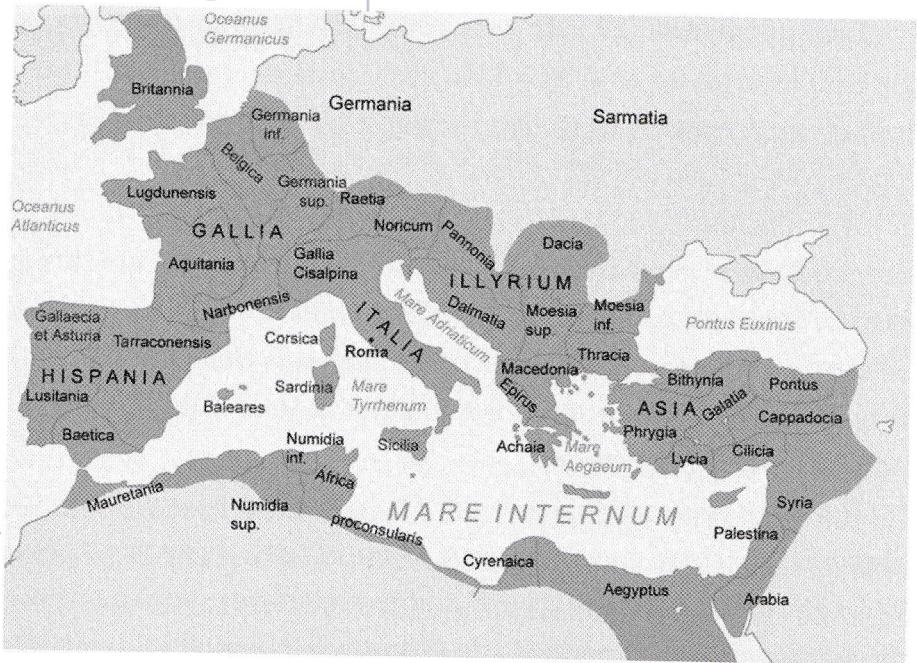 Oceanus
Germanicus
Britannia
Germania
Sarmatia
Germania
inf.
Belgica
Lugdunensis
Germania
sup.
Raetia
Oceanus
Atlanticus
GALLIA
Noricum
Pannonia
Dacia
Aquitania
Gallia
Cisalpina
ILLYRIUM
Narbonensis
Mare Adriaticum
Dalmatia
Moesia
sup.
Moesia
inf.
Pontus Euxinus
Gallaecia
et Asturia
Tarraconensis
Corsica
ITALIA
Roma
Macedonia
Thracia
HISPANIA
Lusitania
Baleares
Sardinia
Mare
Tyrrhenum
Epirus
Bithynia
Pontus
ASIA
Galatia
Cappadocia
Phrygia
Baetica
Numidia
inf.
Sicilia
Achaia
Mare
Aegaeum
Lycia
Cilicia
Mauretania
Africa
proconsularis
Numidia
sup.
MARE INTERNUM
Syria
Palestina
Cyrenaica
Aegyptus
Arabia